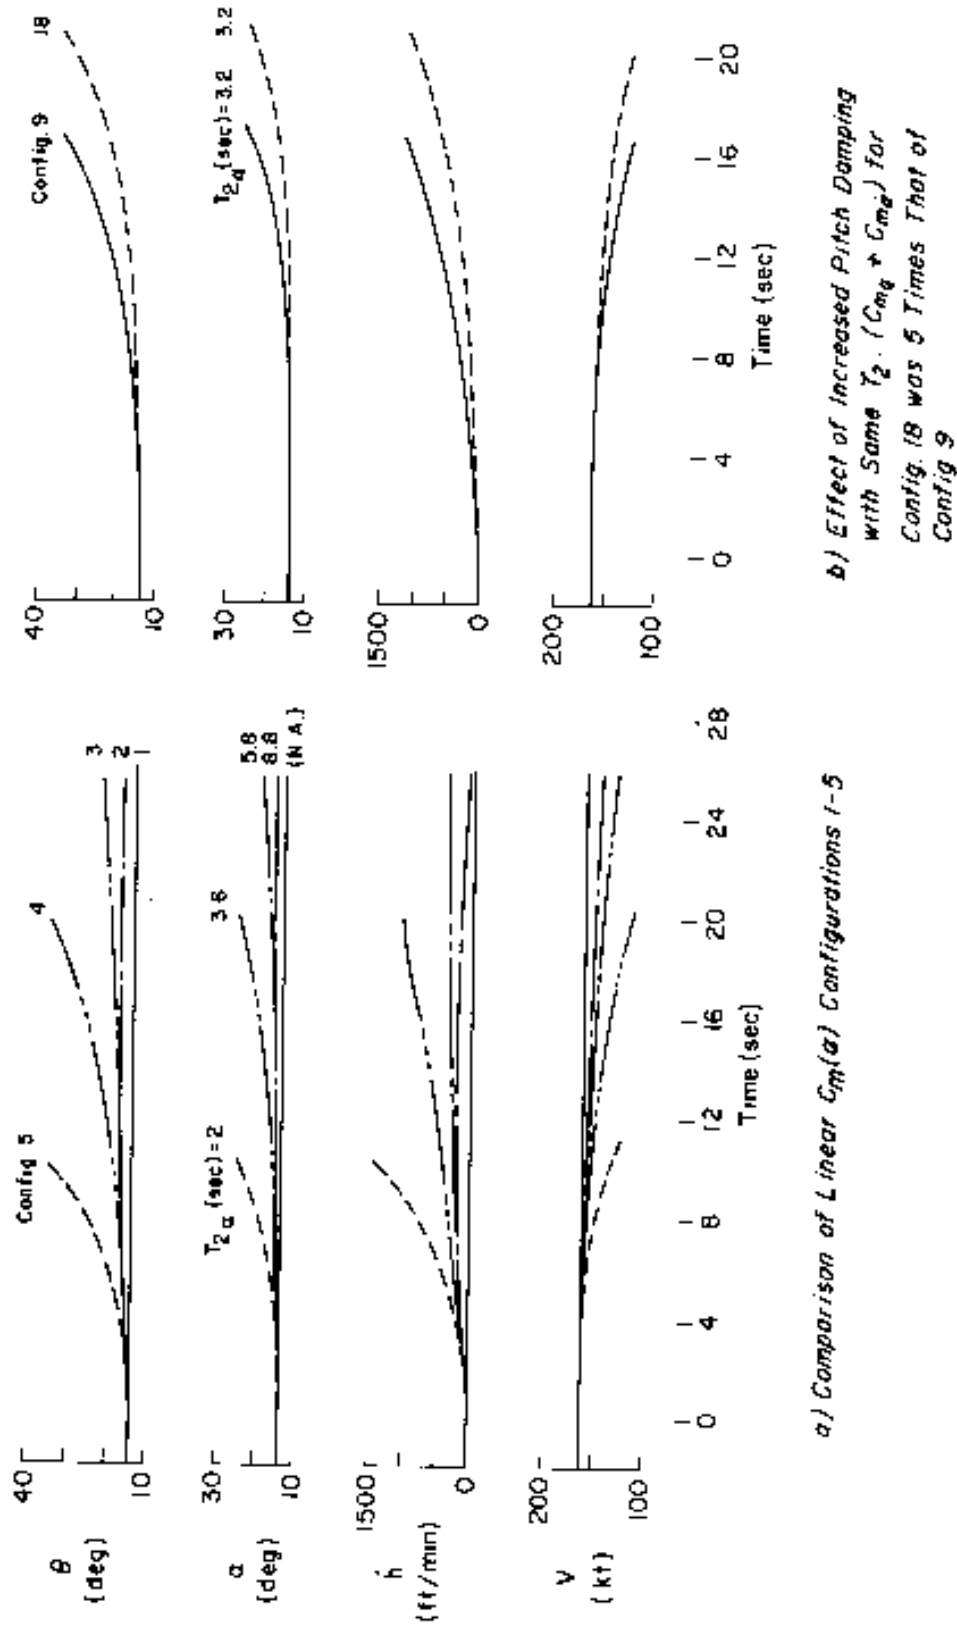 40
10
θ
(deg)
Config 5
4
3
2
1
30
10
α
(deg)
T2α (sec) = 2
3.6
5.8
8.8
(N.A.)
1500
0
ḣ
(ft/min)
200
100
V
(kt)
0
4
8
12
16
20
24
28
Time (sec)
a) Comparison of Linear Cm(α) Configurations 1-5
40
10
Config. 9
18
30
10
T2α (sec) = 3.2
3.2
1500
0
200
100
0
4
8
12
16
20
Time (sec)
b) Effect of Increased Pitch Damping
with Same T2. (Cmq + Cmα̇) for
Config. 18 was 5 Times That of
Config 9